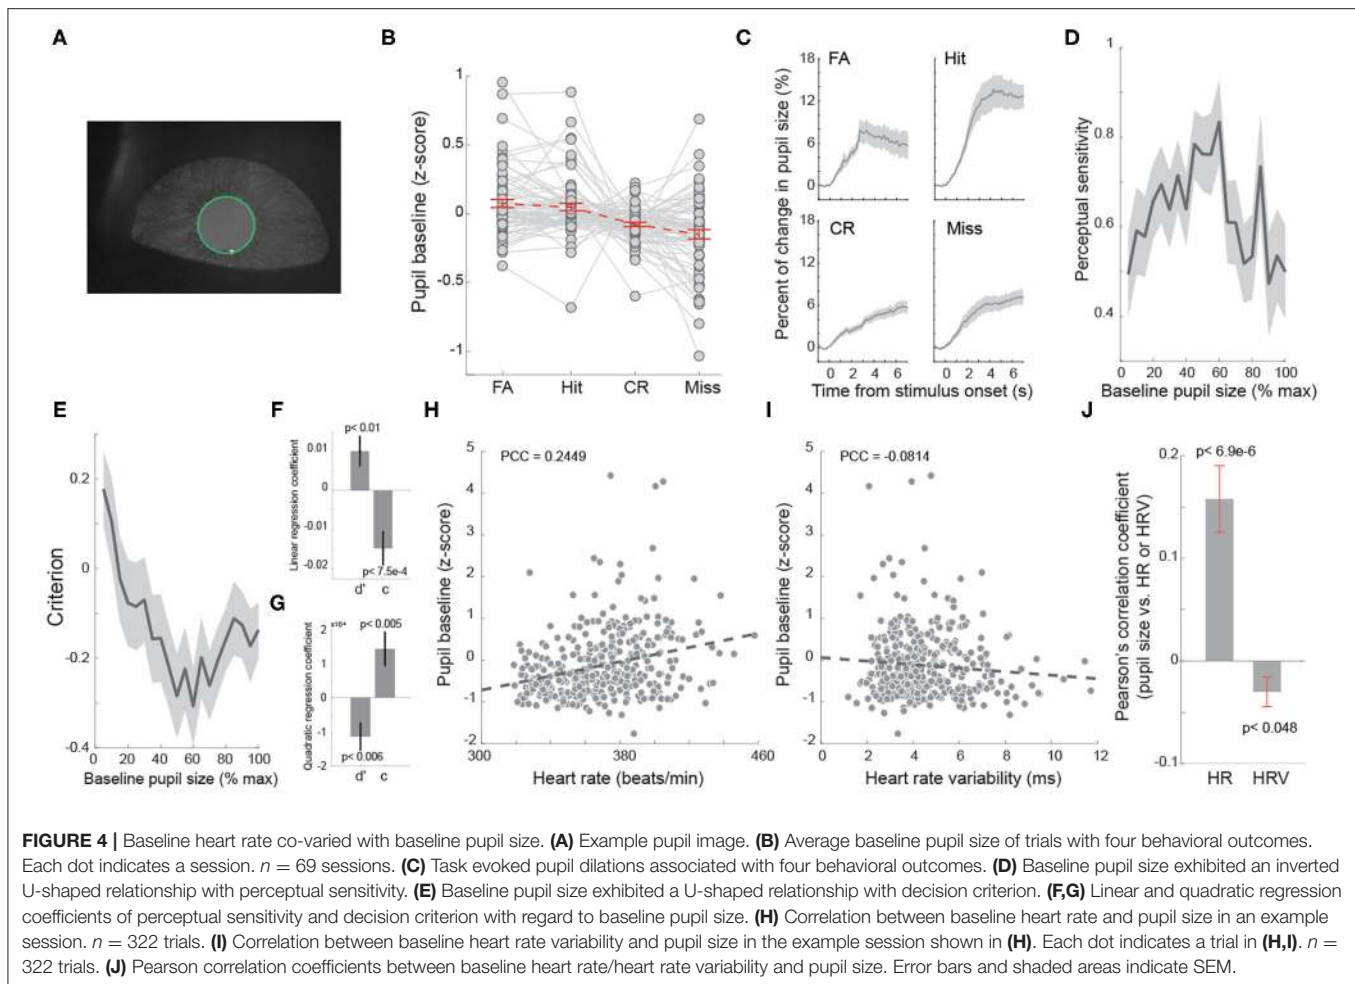 A
B
Pupil baseline (z-score)
1
0.5
0
-0.5
-1
FA Hit CR Miss
C
Percent of change in pupil size (%)
18
12
6
0
FA
Hit
18
12
6
0
CR
Miss
0 2 4 6 0 2 4 6
Time from stimulus onset (s)
D
Perceptual sensitivity
1
0.8
0.6
0.4
0 20 40 60 80 100
Baseline pupil size (% max)
E
Criterion
0.2
0
-0.2
-0.4
0 20 40 60 80 100
Baseline pupil size (% max)
F
Linear regression coefficient
p< 0.01
0.01
0
-0.01
-0.02
p< 7.5e-4
d' c
G
Quadratic regression coefficient
p< 0.005
2
1
0
-1
-2
p< 0.006
d' c
H
Pupil baseline (z-score)
PCC = 0.2449
5
4
3
2
1
0
-1
-2
300 380 460
Heart rate (beats/min)
I
Pupil baseline (z-score)
PCC = -0.0814
5
4
3
2
1
0
-1
-2
0 2 4 6 8 10 12
Heart rate variability (ms)
J
Pearson's correlation coefficient
(pupil size vs. HR or HRV)
p< 6.9e-6
0.2
0.1
0
-0.1
p< 0.048
HR HRV
FIGURE 4 | Baseline heart rate co-varied with baseline pupil size. (A) Example pupil image. (B) Average baseline pupil size of trials with four behavioral outcomes.
Each dot indicates a session. n = 69 sessions. (C) Task evoked pupil dilations associated with four behavioral outcomes. (D) Baseline pupil size exhibited an inverted
U-shaped relationship with perceptual sensitivity. (E) Baseline pupil size exhibited a U-shaped relationship with decision criterion. (F,G) Linear and quadratic regression
coefficients of perceptual sensitivity and decision criterion with regard to baseline pupil size. (H) Correlation between baseline heart rate and pupil size in an example
session. n = 322 trials. (I) Correlation between baseline heart rate variability and pupil size in the example session shown in (H). Each dot indicates a trial in (H,I). n =
322 trials. (J) Pearson correlation coefficients between baseline heart rate/heart rate variability and pupil size. Error bars and shaded areas indicate SEM.